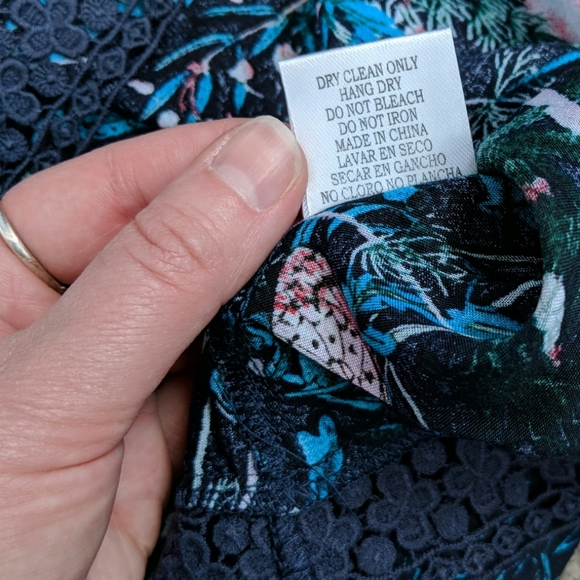 DRY CLEAN ONLY
HANG DRY
DO NOT BLEACH
DO NOT IRON
MADE IN CHINA
LAVAR EN SECO
SECAR EN GANCHO
NO CLORO NO PLANCHA